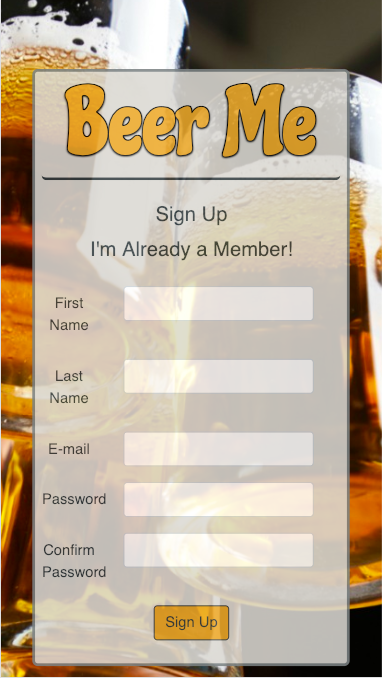 Beer Me
Sign Up
I'm Already a Member!
First
Name
Last
Name
E-mail
Password
Confirm
Password
Sign Up